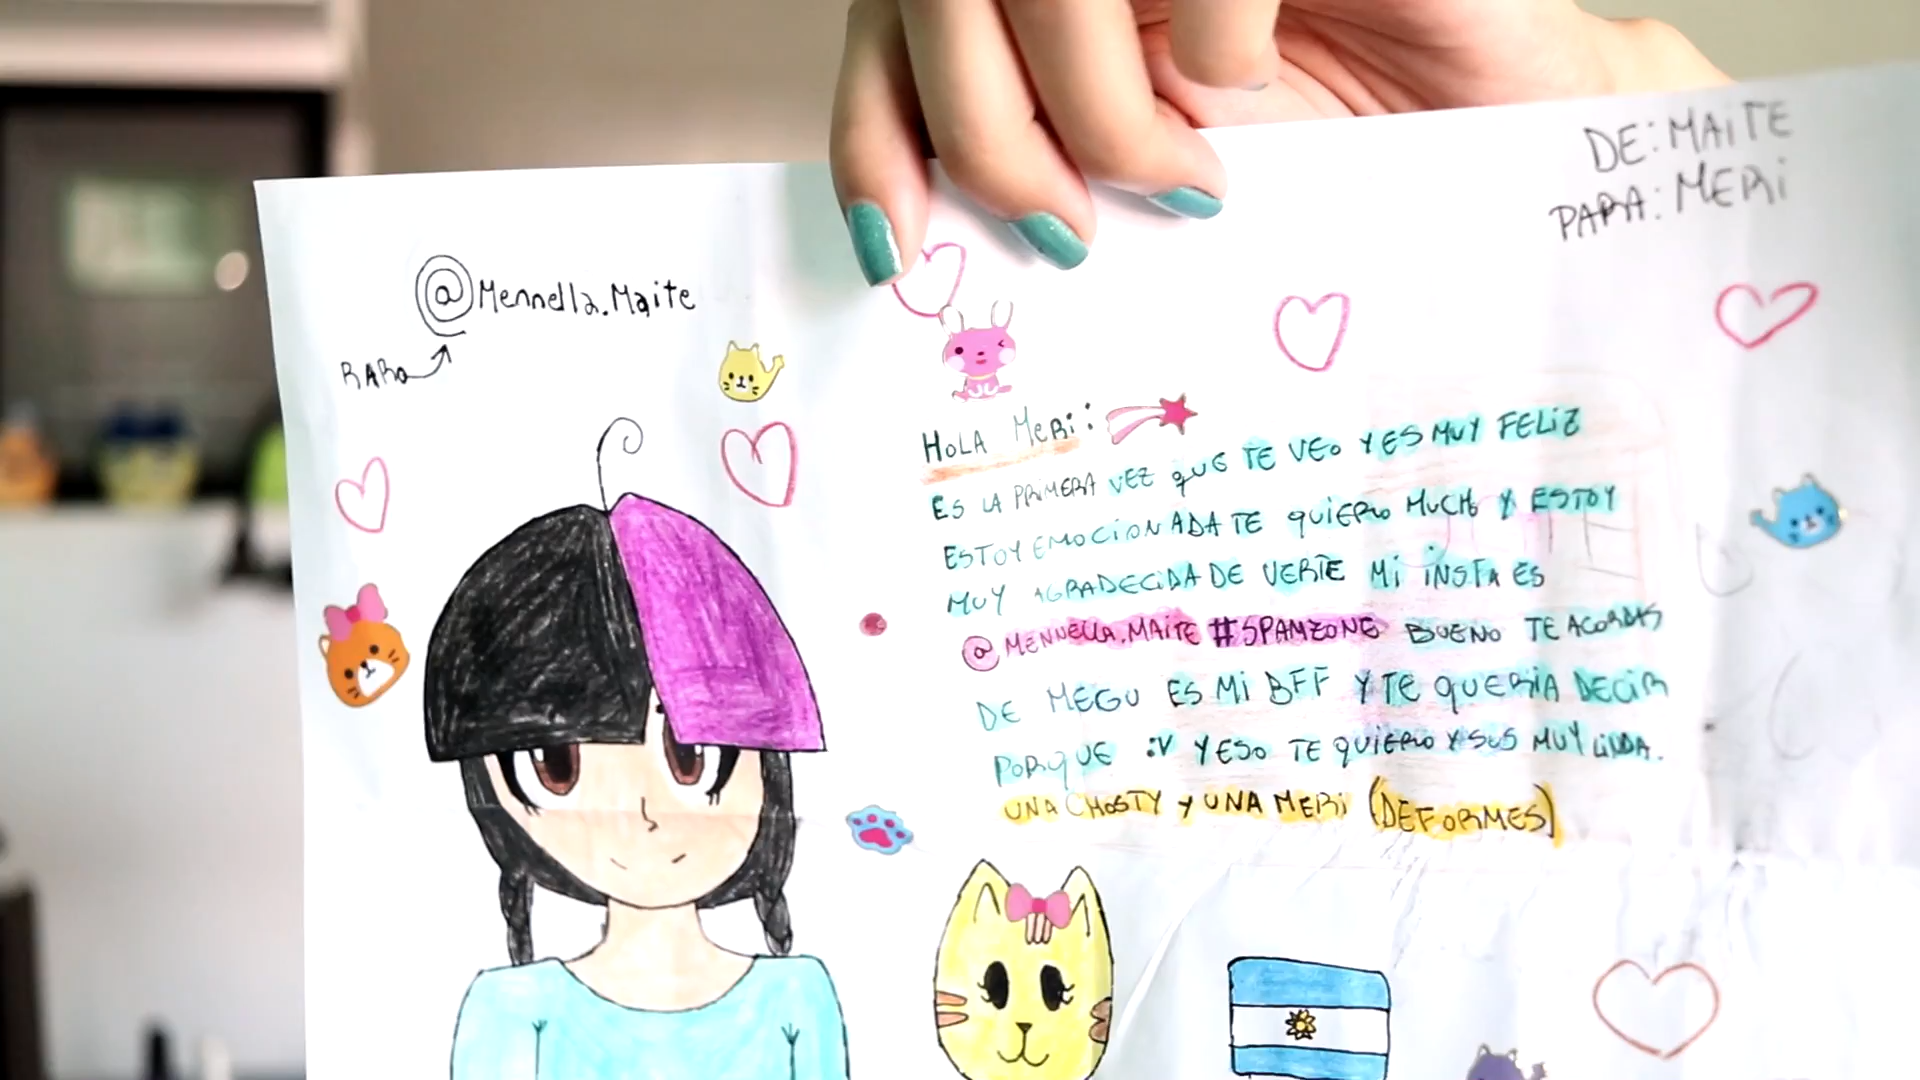 DE: MAITE
PARA: MERI
@Mennella.Maite
RARO
HOLA MERI:
ES LA PRIMERA VEZ QUE TE VEO Y ES MUY FELIZ
ESTOY EMOCIONADA TE QUIERO MUCHO Y ESTOY
MUY AGRADECIDA DE VERTE MI INSTA ES
@MENNELLA.MAITE #SPAMZONE BUENO TE ACORDAS
DE MEGU ES MI BFF Y TE QUERIA DECIR
PORQUE :V Y ESO TE QUIERO Y SOS MUY LINDA.
UNA CHOSTY Y UNA MERI (DEFORMES)